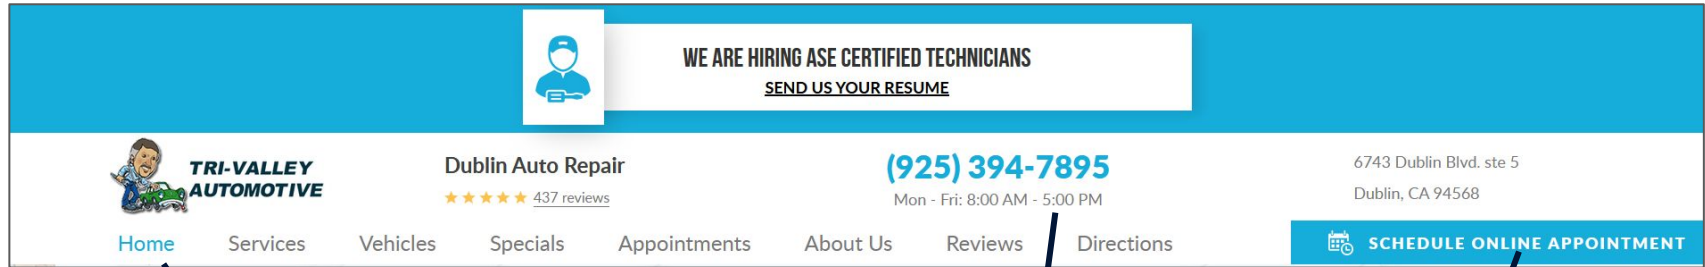 WE ARE HIRING ASE CERTIFIED TECHNICIANS
SEND US YOUR RESUME
TRI-VALLEY
AUTOMOTIVE
Dublin Auto Repair
437 reviews
(925) 394-7895
Mon - Fri: 8:00 AM - 5:00 PM
6743 Dublin Blvd. ste 5
Dublin, CA 94568
Home Services Vehicles Specials Appointments About Us Reviews Directions
SCHEDULE ONLINE APPOINTMENT